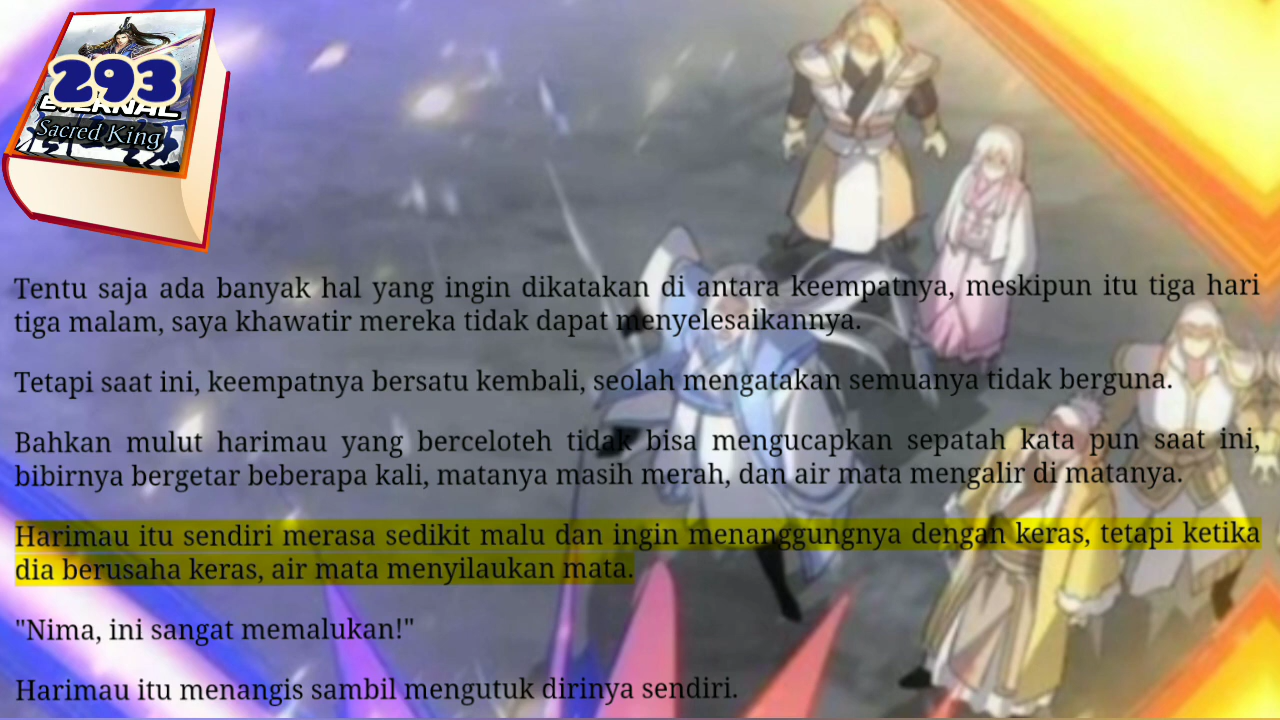 293
ETERNAL
Sacred King
Tentu saja ada banyak hal yang ingin dikatakan di antara keempatnya, meskipun itu tiga hari
tiga malam, saya khawatir mereka tidak dapat menyelesaikannya.
Tetapi saat ini, keempatnya bersatu kembali, seolah mengatakan semuanya tidak berguna.
Bahkan mulut harimau yang berceloteh tidak bisa mengucapkan sepatah kata pun saat ini,
bibirnya bergetar beberapa kali, matanya masih merah, dan air mata mengalir di matanya.
Harimau itu sendiri merasa sedikit malu dan ingin menanggungnya dengan keras, tetapi ketika
dia berusaha keras, air mata menyilaukan mata.
"Nima, ini sangat memalukan!"
Harimau itu menangis sambil mengutuk dirinya sendiri.